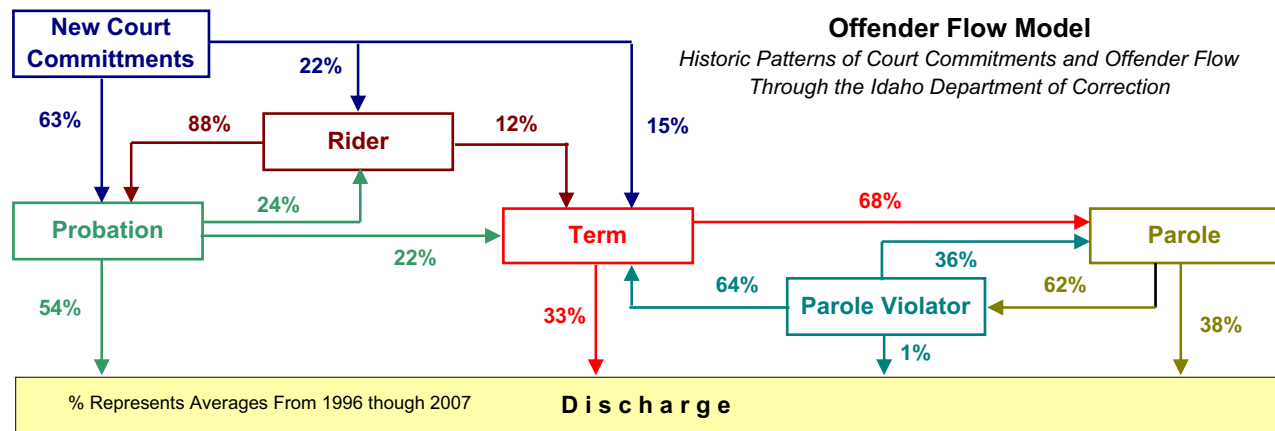 New Court
Committments
Offender Flow Model
Historic Patterns of Court Commitments and Offender Flow
Through the Idaho Department of Correction
22%
63%
88%
Rider
12%
15%
24%
68%
Probation
Term
Parole
22%
36%
54%
33%
64%
Parole Violator
62%
38%
1%
% Represents Averages From 1996 though 2007
Discharge